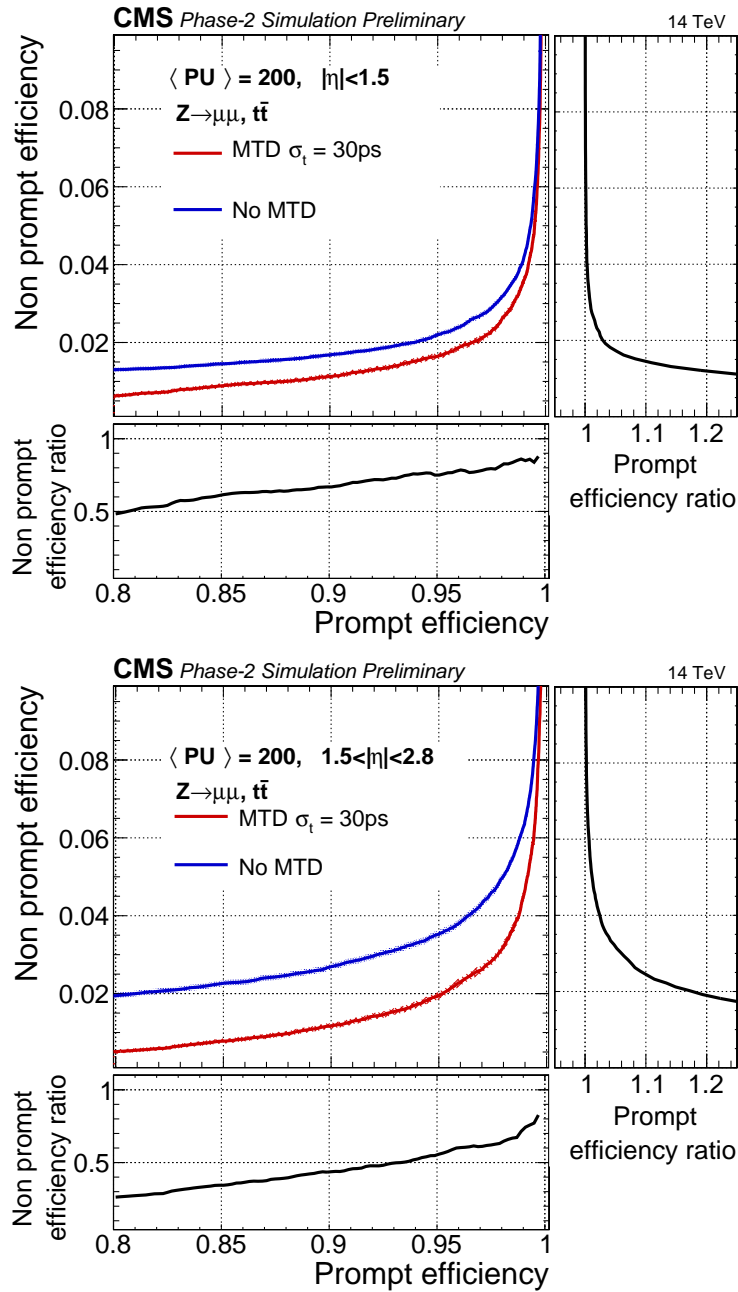 CMS Phase-2 Simulation Preliminary 14 TeV
Non prompt efficiency
⟨ PU ⟩ = 200, |η|<1.5
Z→μμ, tt̄
MTD σt = 30ps
No MTD
0.08
0.06
0.04
0.02
1 1.1 1.2
Prompt
efficiency ratio
Non prompt
efficiency ratio
1
0.5
0.8 0.85 0.9 0.95 1
Prompt efficiency
CMS Phase-2 Simulation Preliminary 14 TeV
Non prompt efficiency
⟨ PU ⟩ = 200, 1.5<|η|<2.8
Z→μμ, tt̄
MTD σt = 30ps
No MTD
0.08
0.06
0.04
0.02
1 1.1 1.2
Prompt
efficiency ratio
Non prompt
efficiency ratio
1
0.5
0.8 0.85 0.9 0.95 1
Prompt efficiency